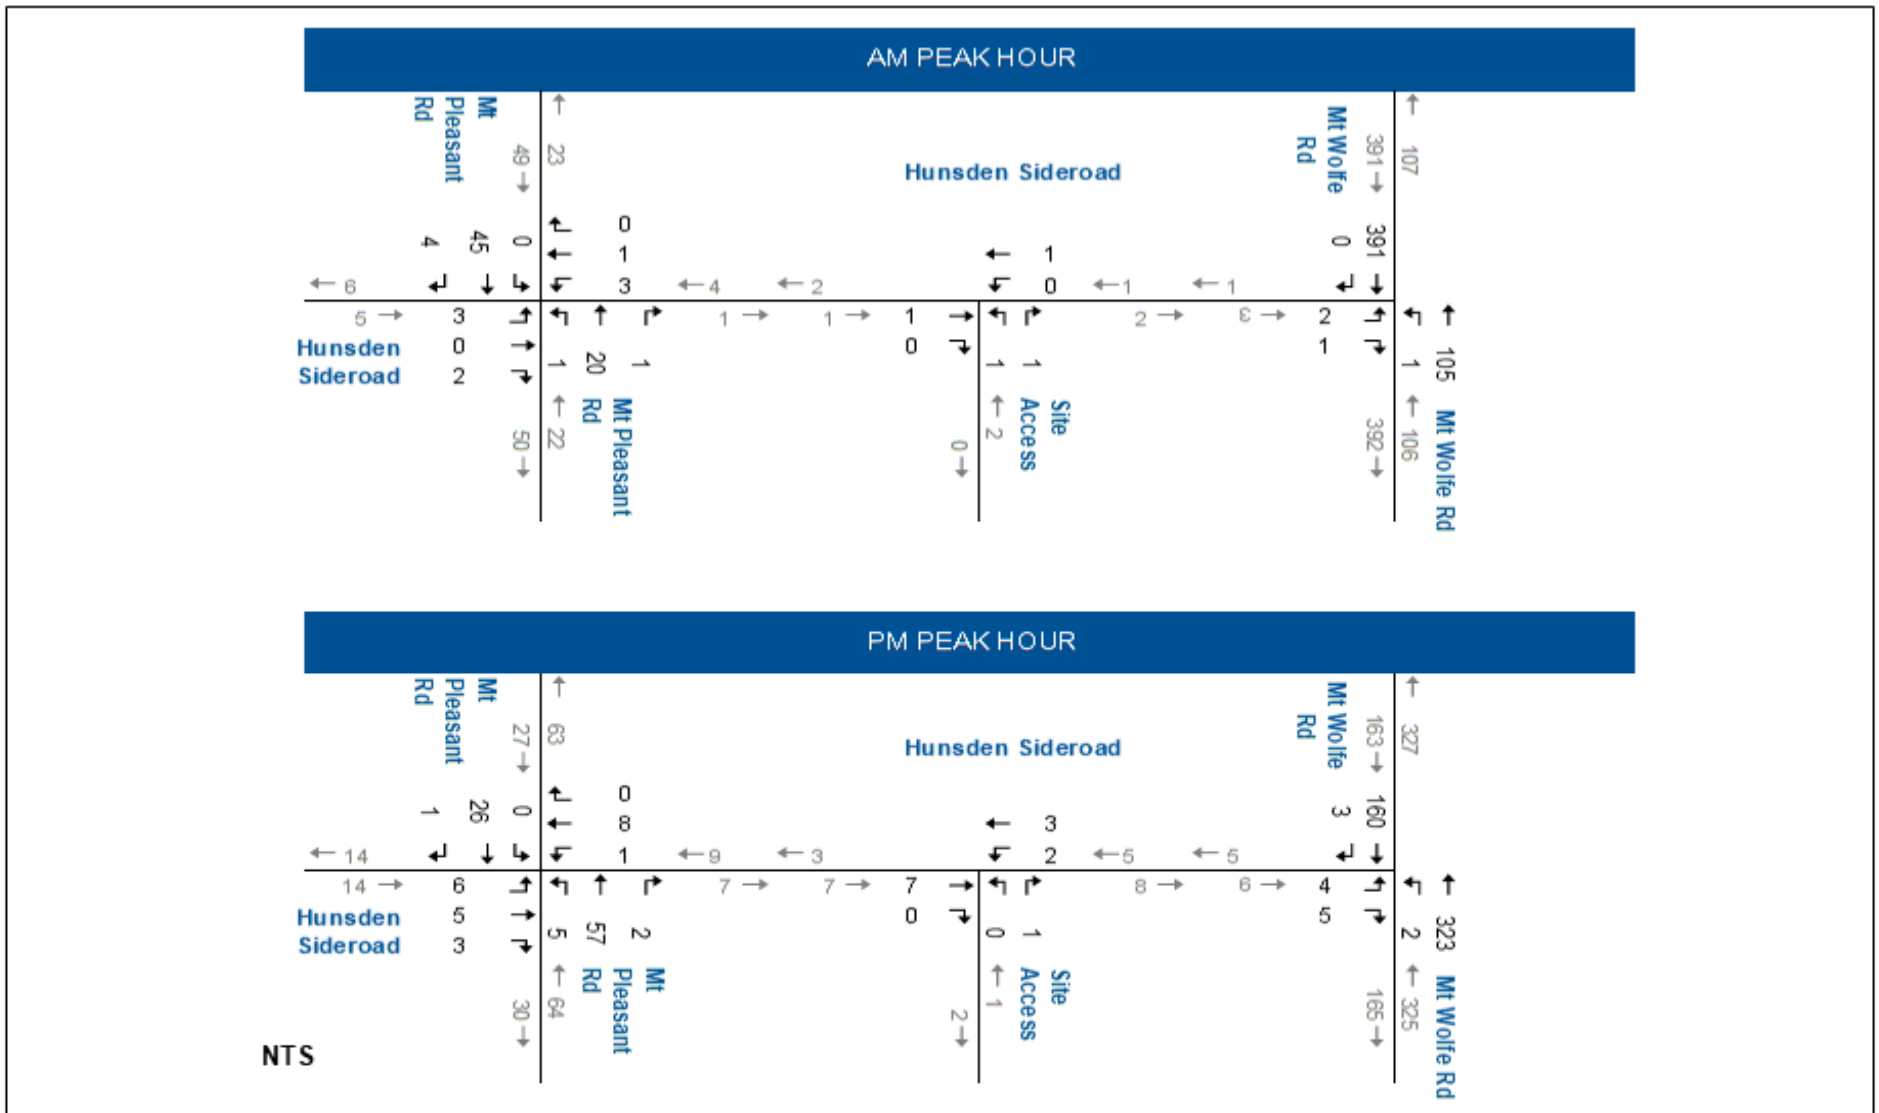 AM PEAK HOUR
Mt
Pleasant
Rd
49
23
Hunsden Sideroad
Mt Wolfe
Rd
391
107
4
45
0
0
1
3
1
0
0
391
6
4
2
1
1
5
3
1
1
1
2
3
2
1
105
Hunsden
0
0
1
Sideroad
2
1
20
1
1
1
Mt Pleasant
Rd
Site
Access
Mt Wolfe Rd
50
22
0
2
392
106
PM PEAK HOUR
Mt
Pleasant
Rd
27
63
Hunsden Sideroad
Mt Wolfe
Rd
163
327
1
26
0
0
8
1
3
2
3
160
14
9
3
5
5
14
6
7
7
7
8
6
4
2
323
Hunsden
5
0
5
Sideroad
3
5
57
2
0
1
Mt
Pleasant
Rd
Site
Access
Mt Wolfe Rd
30
64
2
1
165
325
NTS